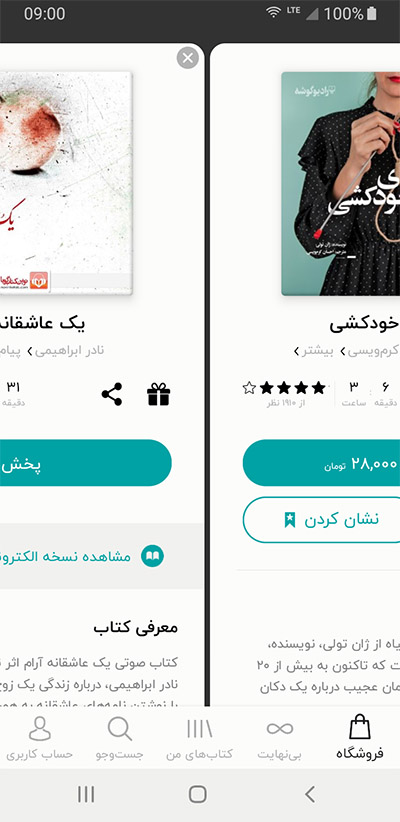 09:00
LTE
100%
رادیو گوشه
خودکشی
نویسنده: ژان تولی
خودکشی
کرم‌ویسی
بیشتر
۶ دقیقه
:
۳ ساعت
از ۱۹۱۰ نظر
۲۸,۰۰۰ تومان
نشان کردن
یاه از ژان تولی، نویسنده،
ت که تاکنون به بیش از ۲۰
مان عجیب درباره یک دکان
یک عاشقانه
نادر ابراهیمی
پیام
۳۱
دقیقه
پخش
مشاهده نسخه الکترو
معرفی کتاب
کتاب صوتی یک عاشقانه آرام اثر
نادر ابراهیمی، درباره زندگی یک زوج
با نوشتن نامه‌های عاشقانه به
فروشگاه
بی‌نهایت
کتاب‌های من
جست‌وجو
حساب کاربری